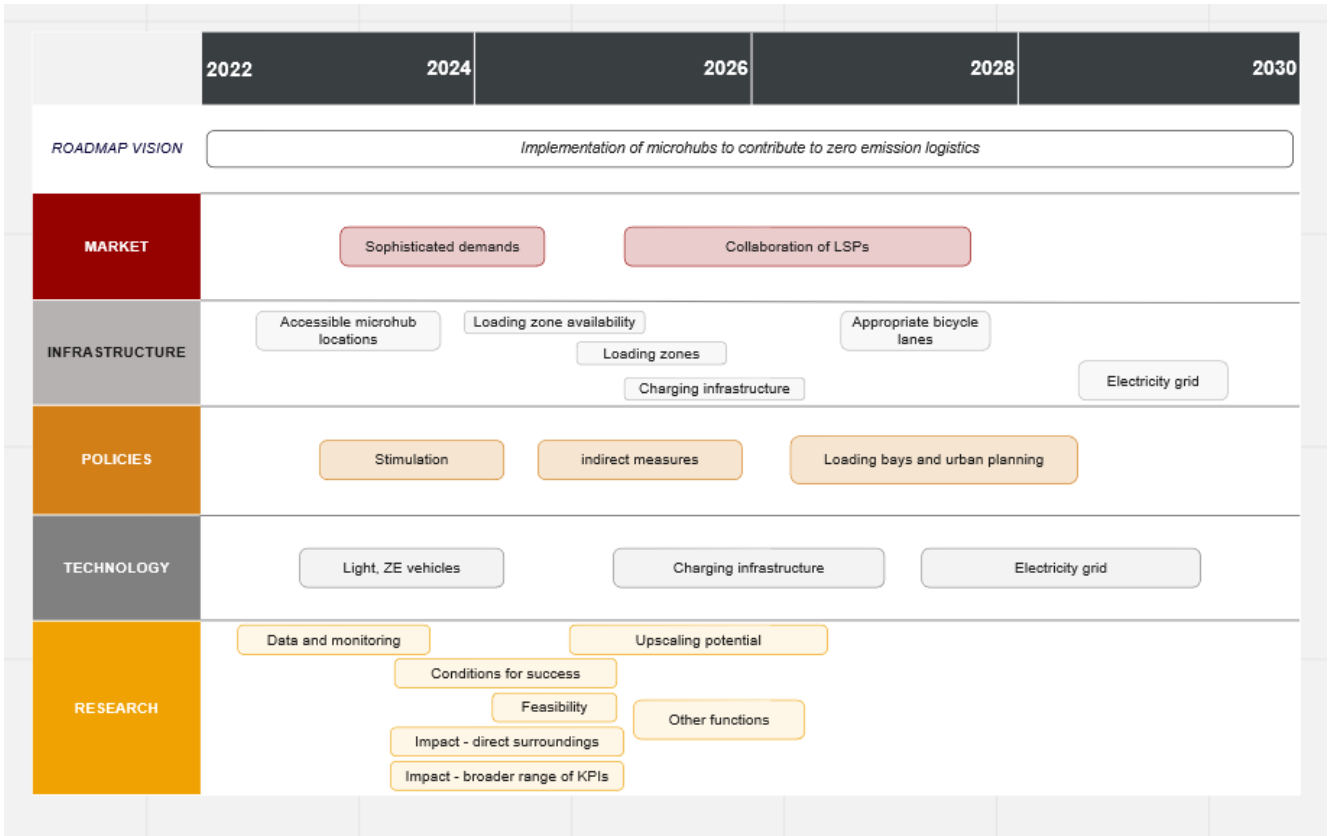 2022 2024 2026 2028 2030
ROADMAP VISION
Implementation of microhubs to contribute to zero emission logistics
MARKET
Sophisticated demands
Collaboration of LSPs
INFRASTRUCTURE
Accessible microhub
locations
Loading zone availability
Loading zones
Charging infrastructure
Appropriate bicycle
lanes
Electricity grid
POLICIES
Stimulation
indirect measures
Loading bays and urban planning
TECHNOLOGY
Light, ZE vehicles
Charging infrastructure
Electricity grid
RESEARCH
Data and monitoring
Upscaling potential
Conditions for success
Feasibility
Other functions
Impact - direct surroundings
Impact - broader range of KPIs